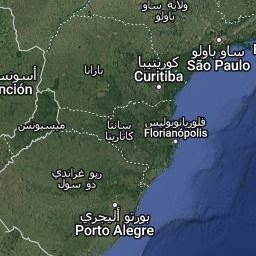 ولاية ساو
باولو
ساو باولو
São Paulo
كوريتيبا
Curitiba
بارانا
أسونس
nción
ميسيونس
سانتا
كاتارينا
فلوريانوبوليس
Florianópolis
ريو غراندي
دو سول
بورتو أليجري
Porto Alegre